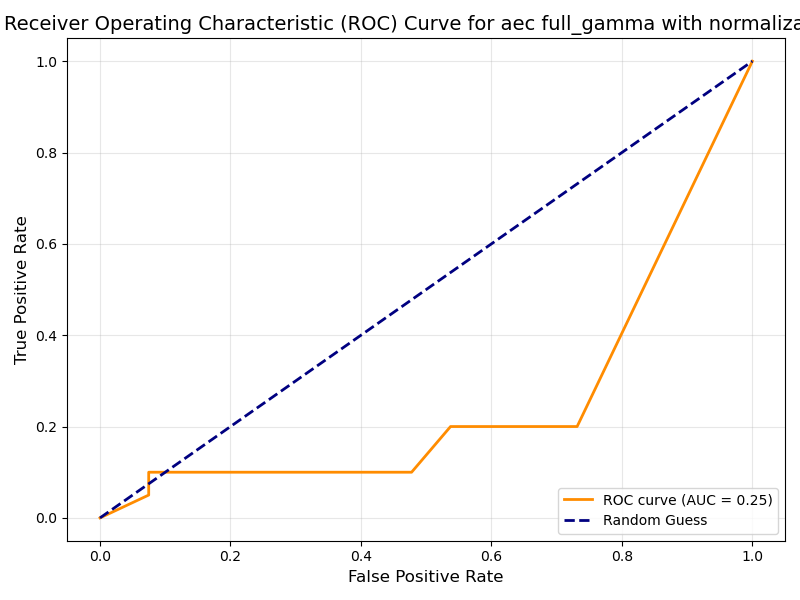 Receiver Operating Characteristic (ROC) Curve for aec full_gamma with normaliza
1.0
0.8
0.6
0.4
0.2
0.0
True Positive Rate
0.0 0.2 0.4 0.6 0.8 1.0
False Positive Rate
ROC curve (AUC = 0.25)
Random Guess